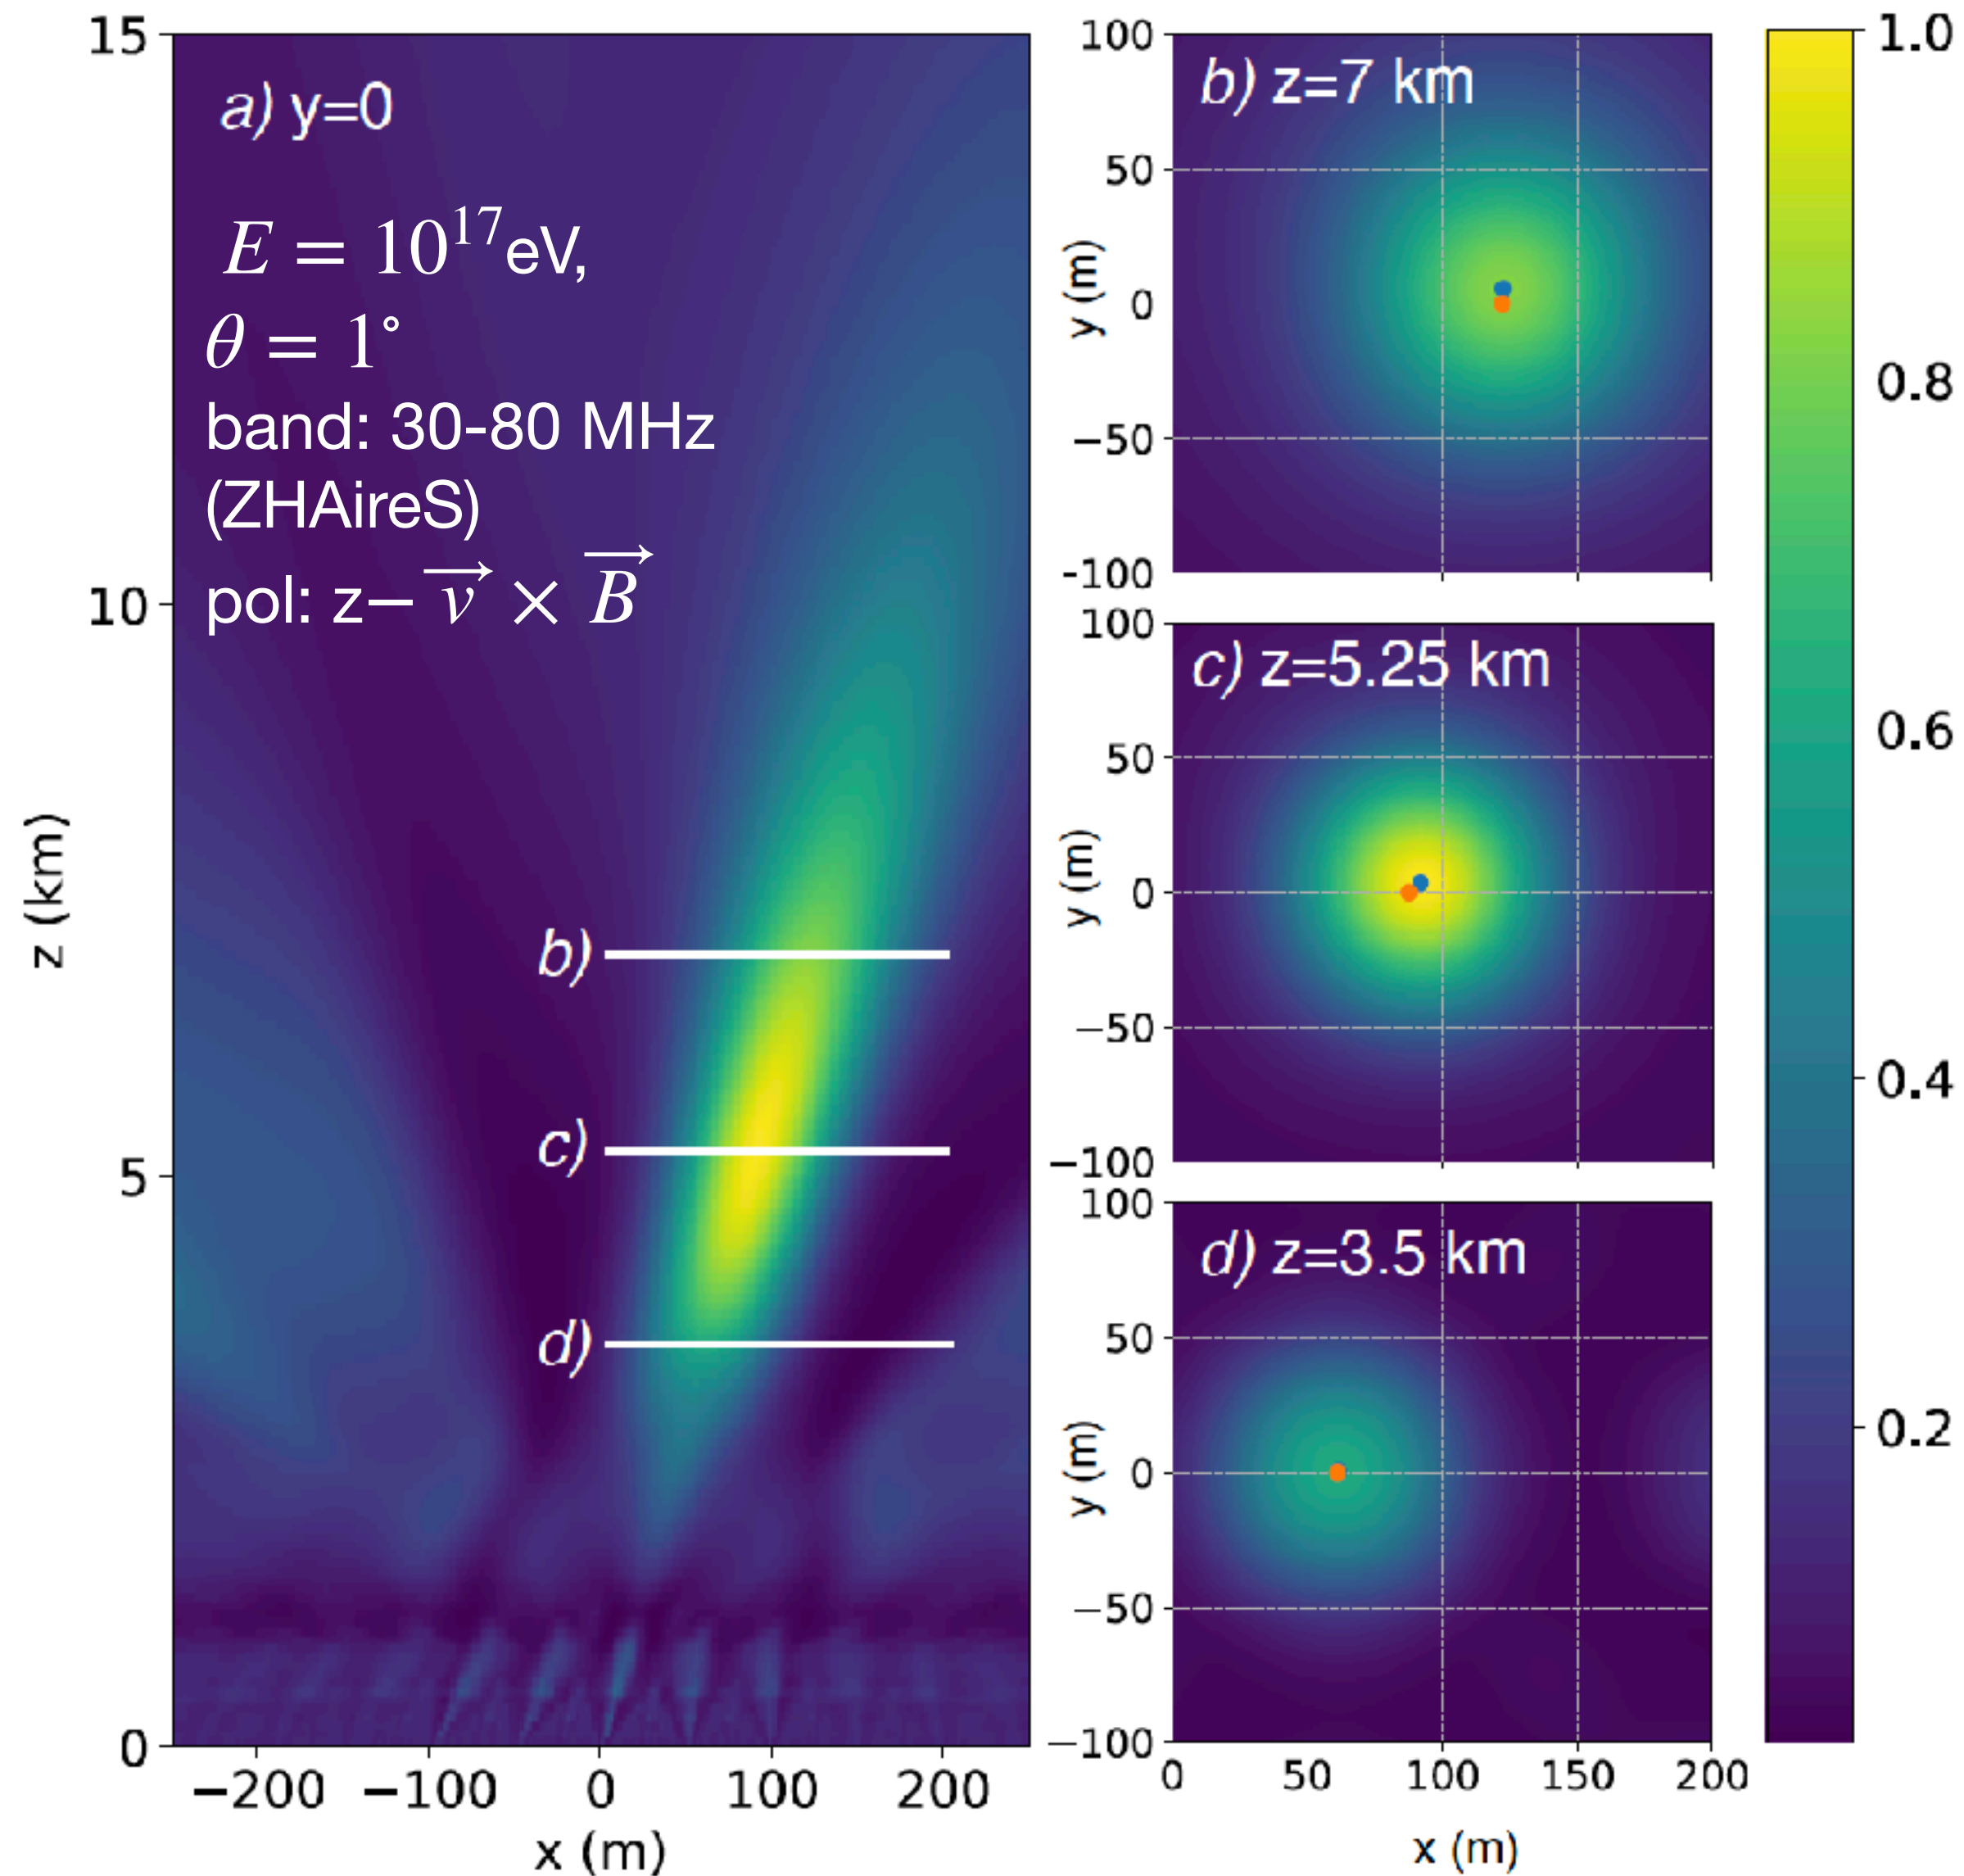 a) y=0
E = 10^17 eV,
θ = 1°
band: 30-80 MHz
(ZHAireS)
pol: z− v⃗ × B⃗
b)
c)
d)
15
10
5
0
z (km)
−200 −100 0 100 200
x (m)
b) z=7 km
100
50
0
−50
-100
y (m)
c) z=5.25 km
100
50
0
−50
−100
y (m)
d) z=3.5 km
100
50
0
−50
−100
y (m)
0 50 100 150 200
x (m)
1.0
0.8
0.6
0.4
0.2